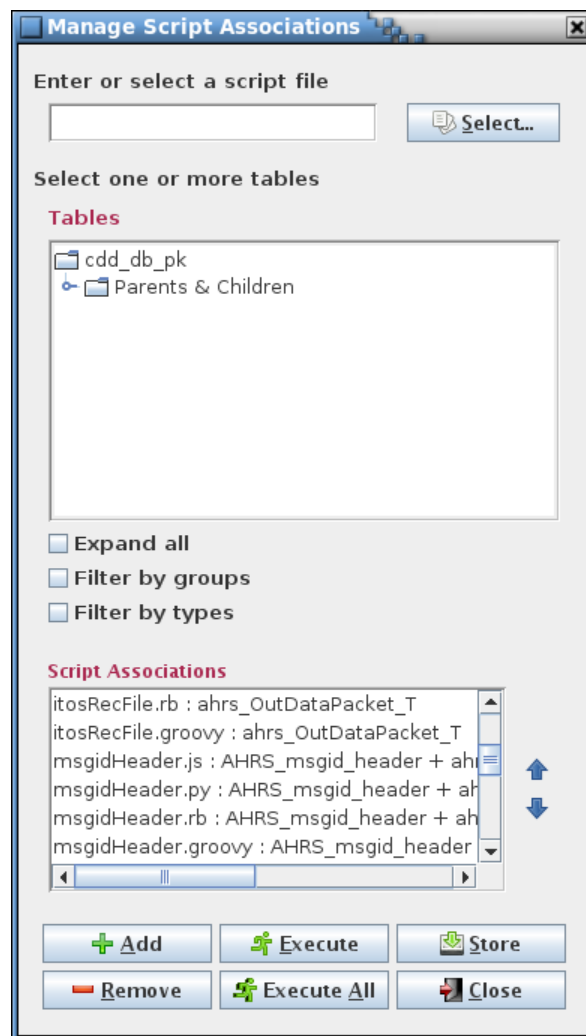 Manage Script Associations
Enter or select a script file
Select...
Select one or more tables
Tables
cdd_db_pk
Parents & Children
Expand all
Filter by groups
Filter by types
Script Associations
itosRecFile.rb : ahrs_OutDataPacket_T
itosRecFile.groovy : ahrs_OutDataPacket_T
msgidHeader.js : AHRS_msgid_header + ahr
msgidHeader.py : AHRS_msgid_header + ah
msgidHeader.rb : AHRS_msgid_header + ah
msgidHeader.groovy : AHRS_msgid_header
Add Execute Store
Remove Execute All Close